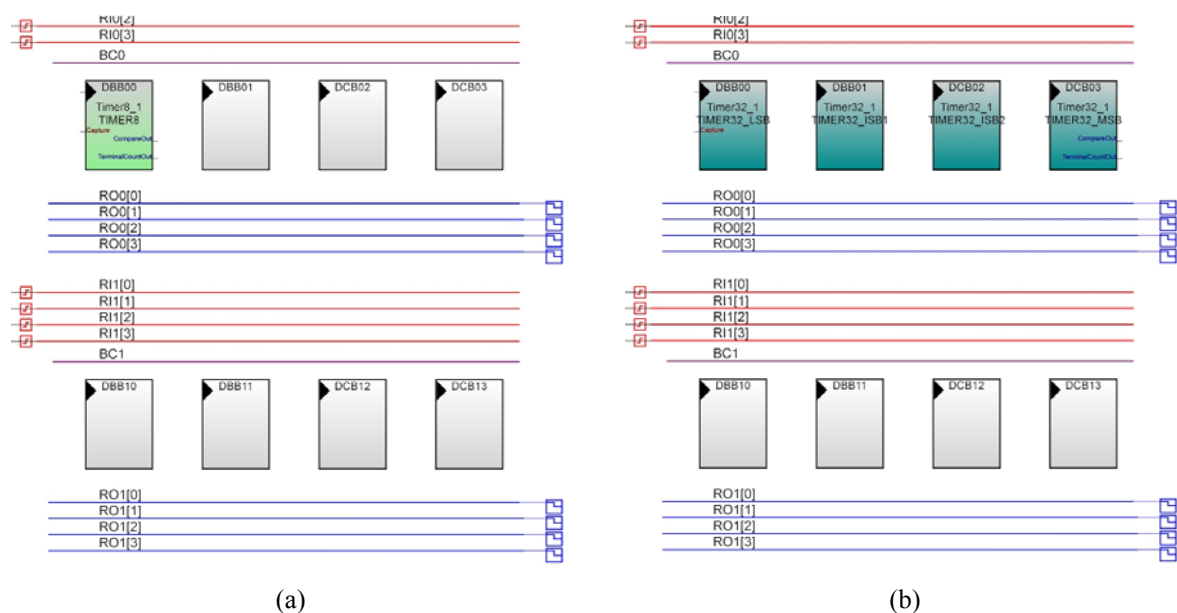 RI0[2]
RI0[3]
BC0
DBB00 DBB01 DCB02 DCB03
Timer8_1
TIMER8
Capture
CompareOut
TerminalCountOut
RO0[0]
RO0[1]
RO0[2]
RO0[3]
RI1[0]
RI1[1]
RI1[2]
RI1[3]
BC1
DBB10 DBB11 DCB12 DCB13
RO1[0]
RO1[1]
RO1[2]
RO1[3]
(a)
RI0[2]
RI0[3]
BC0
DBB00 DBB01 DCB02 DCB03
Timer32_1 Timer32_1 Timer32_1 Timer32_1
TIMER32_LSB TIMER32_ISB1 TIMER32_ISB2 TIMER32_MSB
Capture
CompareOut
TerminalCountOut
RO0[0]
RO0[1]
RO0[2]
RO0[3]
RI1[0]
RI1[1]
RI1[2]
RI1[3]
BC1
DBB10 DBB11 DCB12 DCB13
RO1[0]
RO1[1]
RO1[2]
RO1[3]
(b)